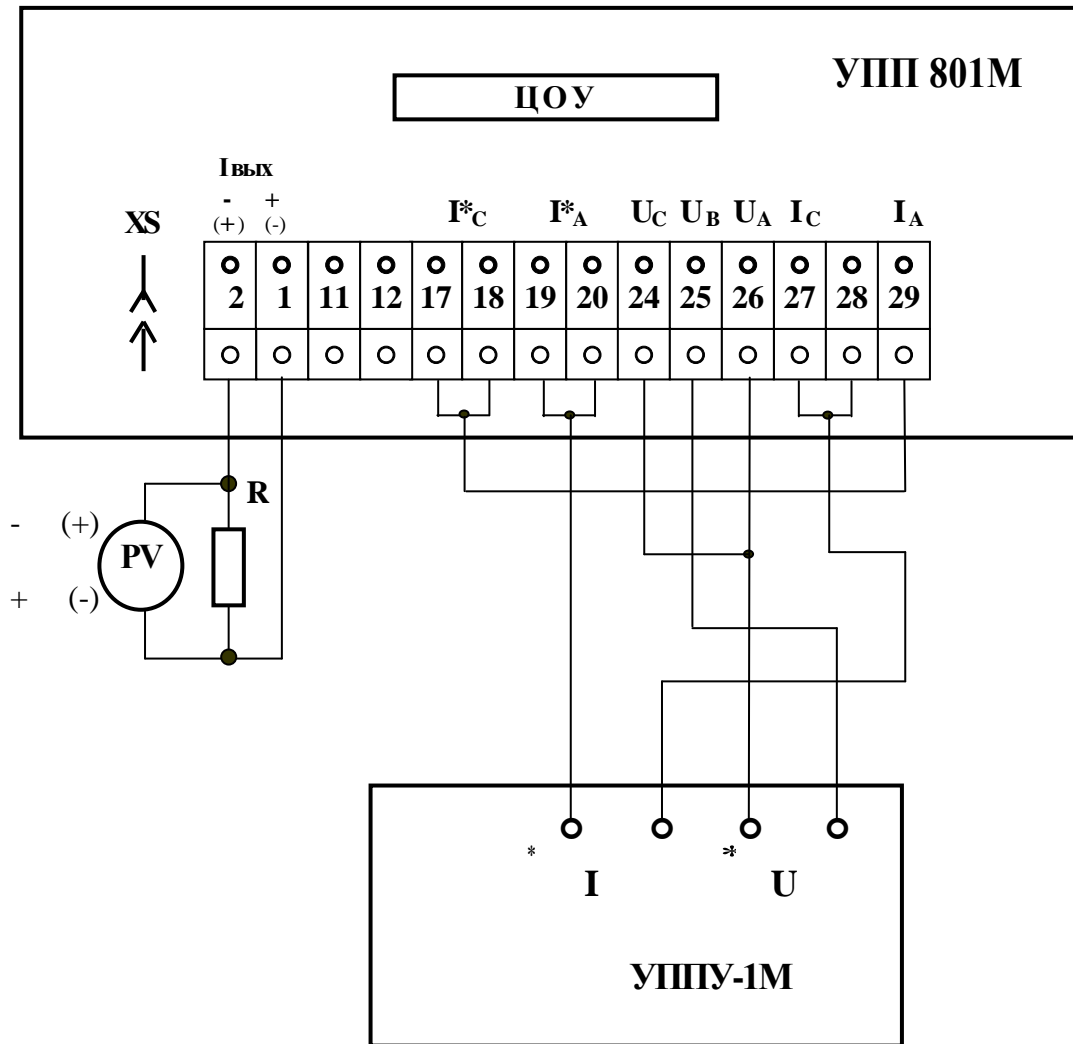 УПП 801М
ЦОУ
I вых
- +
(+) (-)
XS
I*C I*A UC UB UA IC IA
2 1 11 12 17 18 19 20 24 25 26 27 28 29
R
- (+)
PV
+ (-)
* *
I U
УППУ-1М